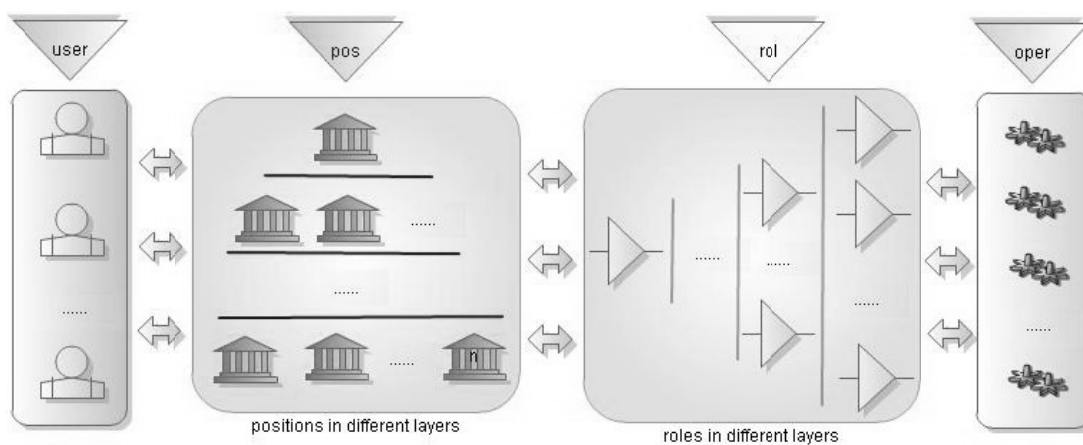 user
pos
rol
oper
......
......
......
......
......
......
......
......
n
......
positions in different layers
roles in different layers